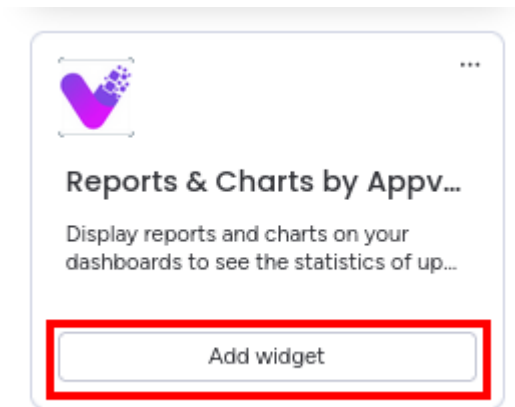 Reports & Charts by Appv...
Display reports and charts on your
dashboards to see the statistics of up...
Add widget